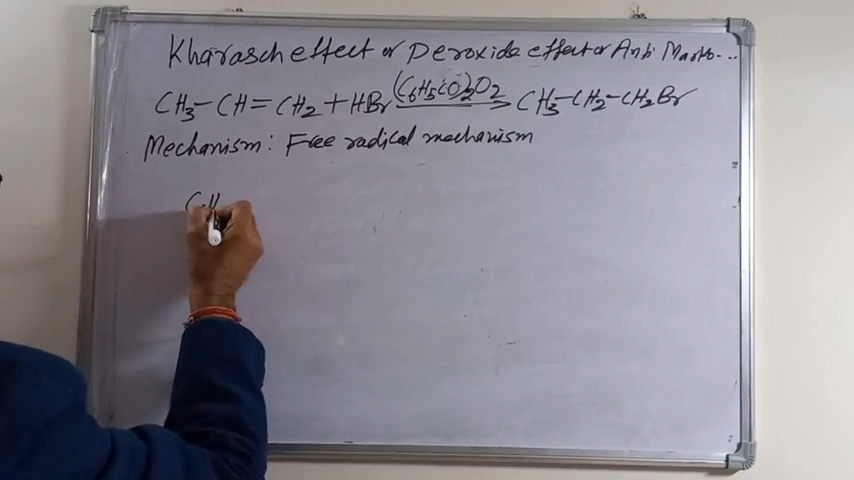 Kharasch effect or Peroxide effect or Anti Marko...
CH3-CH=CH2+HBr (C6H5CO)2O2 → CH3-CH2-CH2Br
Mechanism: Free radical mechanism
C6H